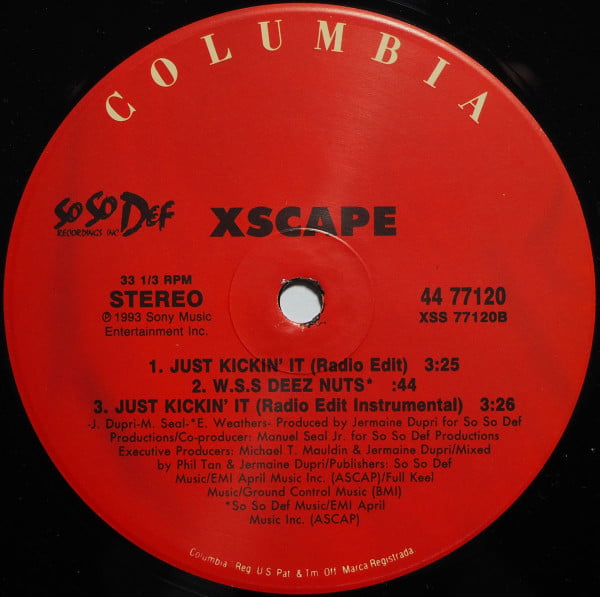 COLUMBIA
So So Def
RECORDINGS INC.
XSCAPE
33 1/3 RPM
STEREO
℗ 1993 Sony Music
Entertainment Inc.
44 77120
XSS 77120B
1. JUST KICKIN' IT (Radio Edit) 3:25
2. W.S.S DEEZ NUTS* :44
3. JUST KICKIN' IT (Radio Edit Instrumental) 3:26
-J. Dupri-M. Seal-*E. Weathers- Produced by Jermaine Dupri for So So Def
Productions/Co-producer: Manuel Seal Jr. for So So Def Productions
Executive Producers: Michael T. Mauldin & Jermaine Dupri/Mixed
by Phil Tan & Jermaine Dupri/Publishers: So So Def
Music/EMI April Music Inc. (ASCAP)/Full Keel
Music/Ground Control Music (BMI)
*So So Def Music/EMI April
Music Inc. (ASCAP)
Columbia Reg. U.S. Pat. & Tm. Off. Marca Registrada.